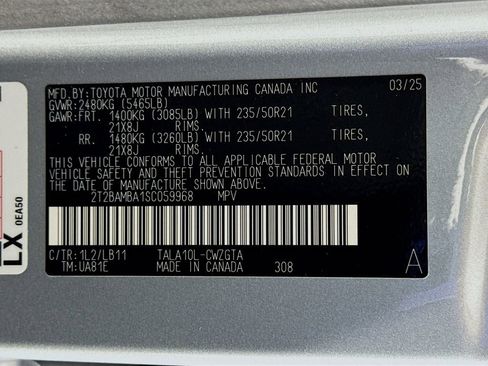 MFD.BY:TOYOTA MOTOR MANUFACTURING CANADA INC 03/25
GVWR:2480KG (5465LB)
GAWR:FRT. 1400KG (3085LB) WITH 235/50R21 TIRES,
21X8J RIMS.
RR. 1480KG (3260LB) WITH 235/50R21 TIRES,
21X8J RIMS.
THIS VEHICLE CONFORMS TO ALL APPLICABLE FEDERAL MOTOR
VEHICLE SAFETY AND THEFT PREVENTION STANDARDS IN EFFECT ON
THE DATE OF MANUFACTURE SHOWN ABOVE.
2T2BAMBA1SC059968 MPV
C/TR:1L2/LB11 TALA10L-CWZGTA
TM:UA81E MADE IN CANADA 308 A
LX
0EA50